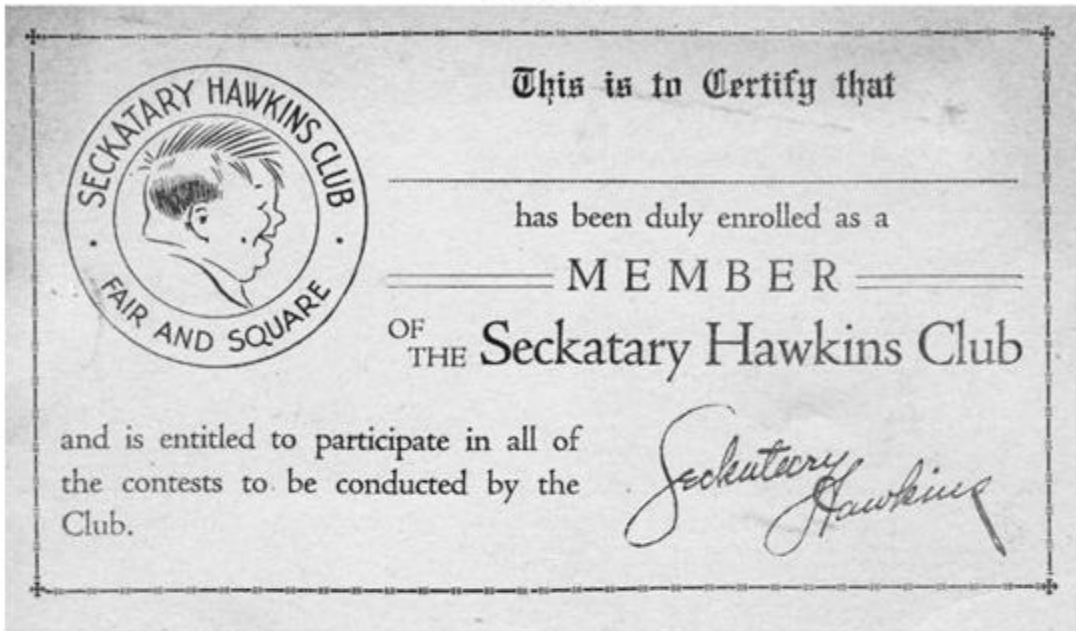 SECKATARY HAWKINS CLUB
FAIR AND SQUARE
This is to Certify that
has been duly enrolled as a
MEMBER
OF THE Seckatary Hawkins Club
and is entitled to participate in all of
the contests to be conducted by the
Club.
Seckatary
Hawkins